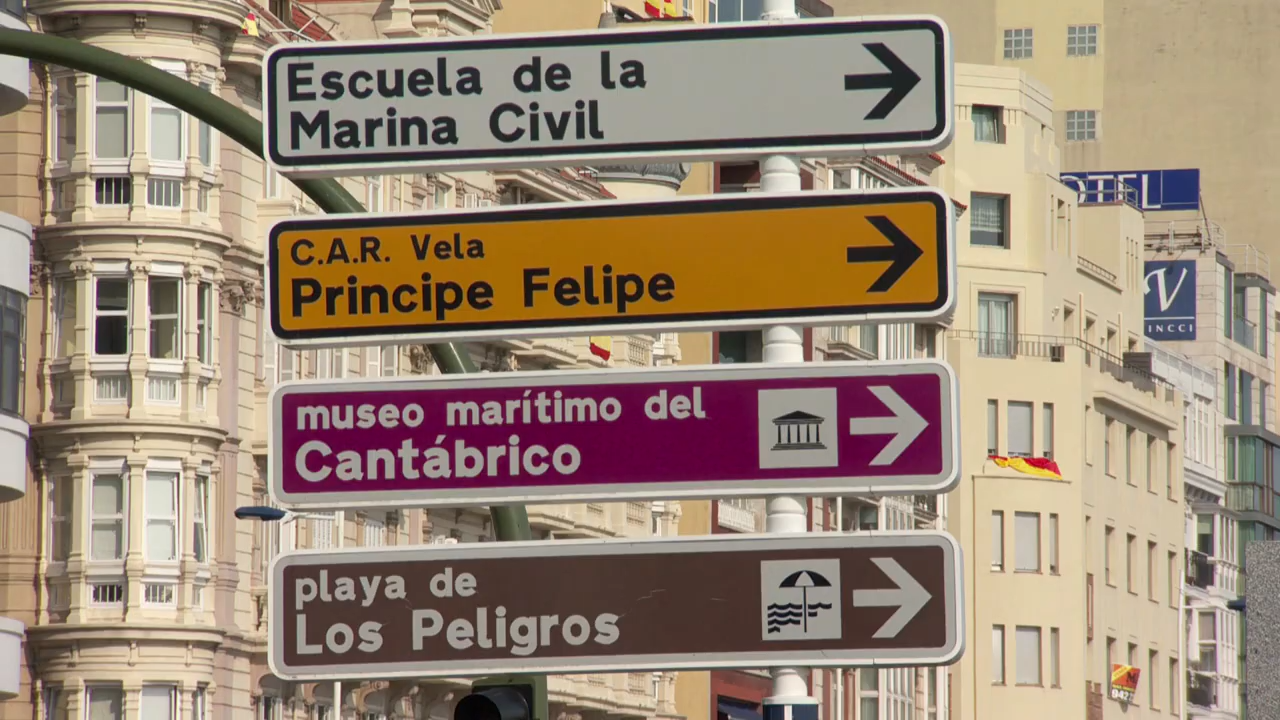 Escuela de la
Marina Civil
C.A.R. Vela
Principe Felipe
museo marítimo del
Cantábrico
playa de
Los Peligros
OTEL
V
INCCI